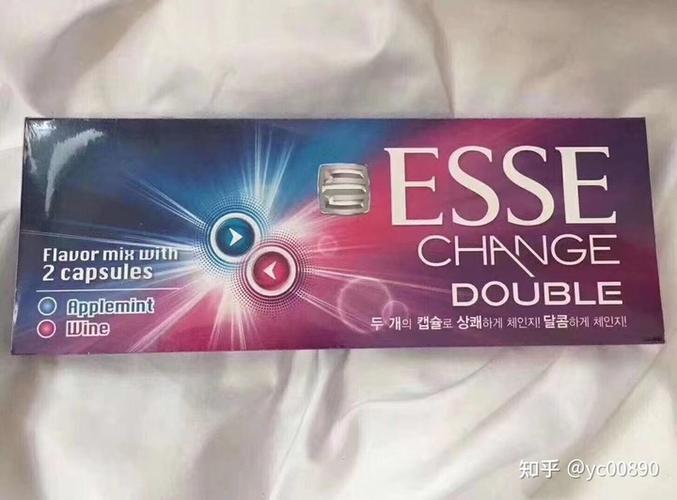 ESSE
CHANGE
DOUBLE
두 개의 캡슐로 상쾌하게 체인지! 달콤하게 체인지!
Flavor mix with
2 capsules
Applemint
Wine
知乎 @yc00890